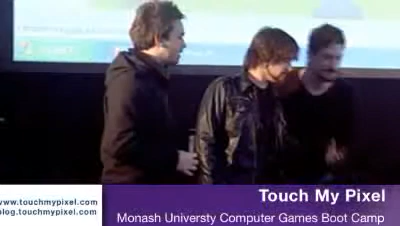 Touch My Pixel
www.touchmypixel.com
blog.touchmypixel.com
Monash Universty Computer Games Boot Camp